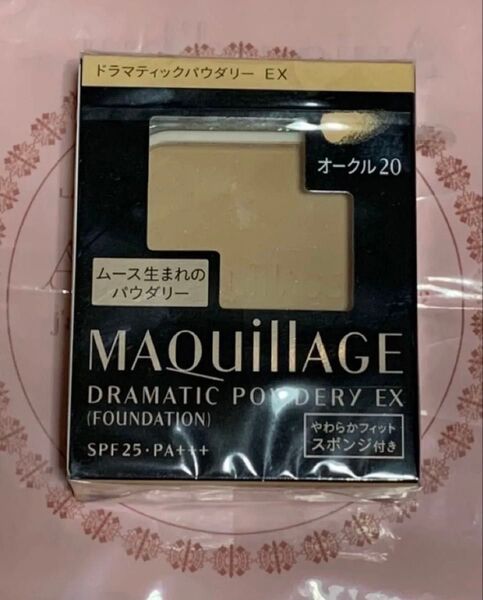 ドラマティックパウダリー EX
オークル20
ムース生まれの
パウダリー
MAQuillAGE
DRAMATIC POWDERY EX
(FOUNDATION)
SPF25・PA+++
やわらかフィット
スポンジ付き